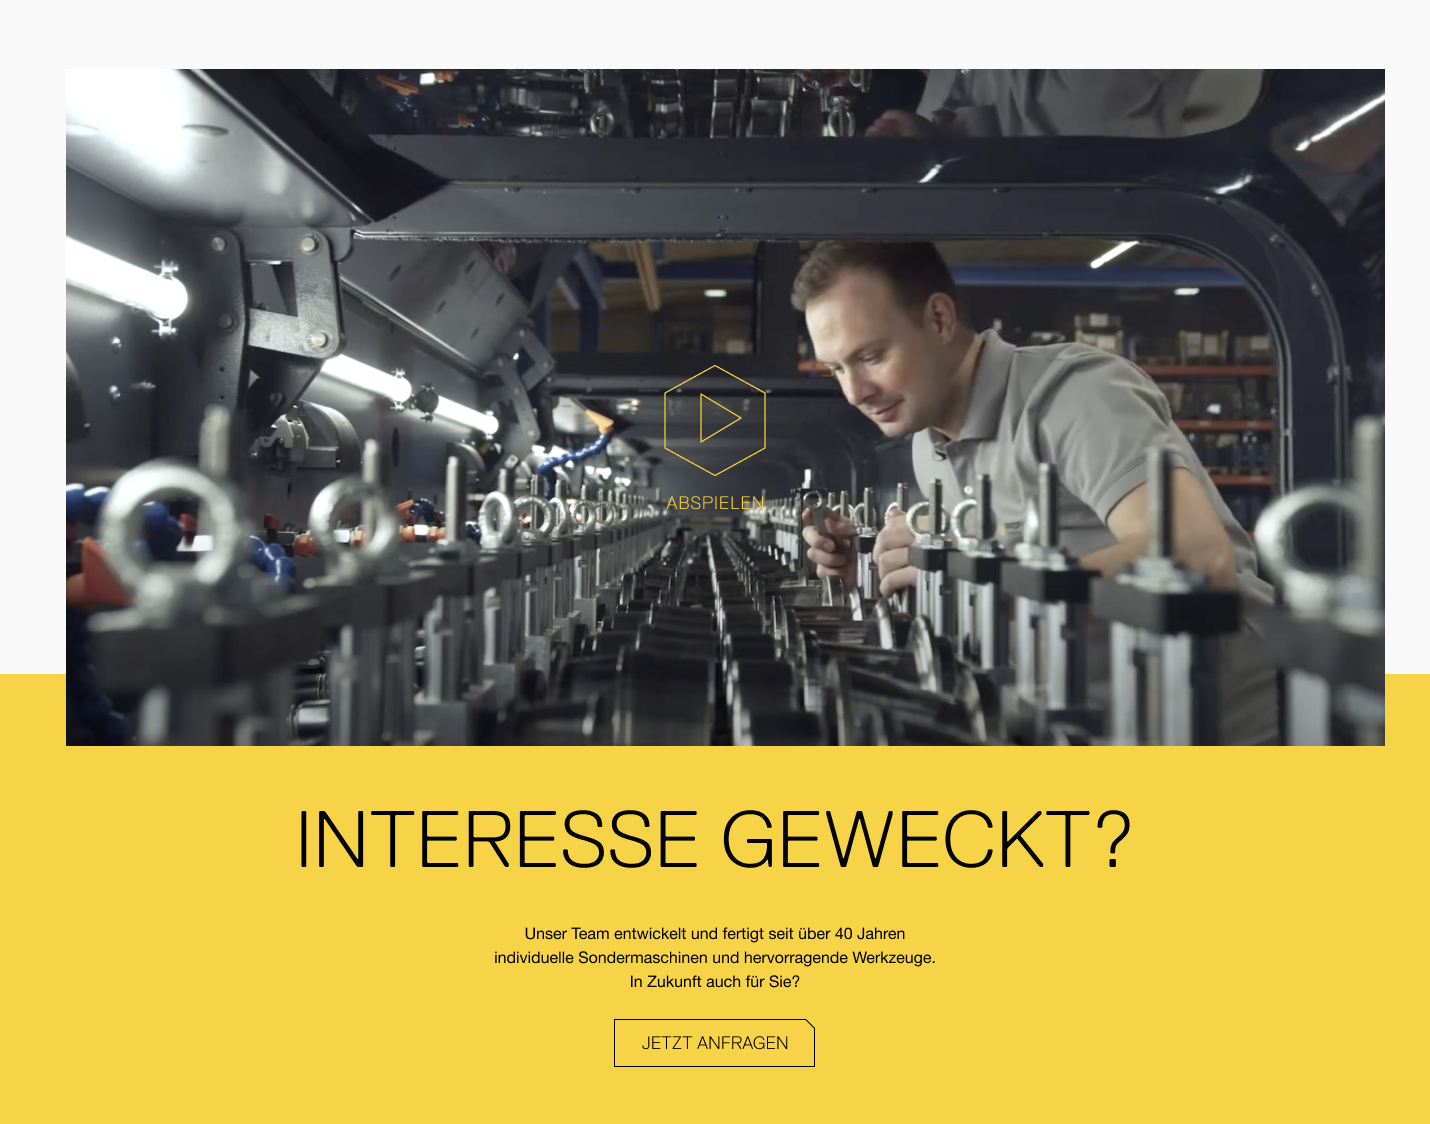 ABSPIELEN
INTERESSE GEWECKT?
Unser Team entwickelt und fertigt seit über 40 Jahren
individuelle Sondermaschinen und hervorragende Werkzeuge.
In Zukunft auch für Sie?
JETZT ANFRAGEN